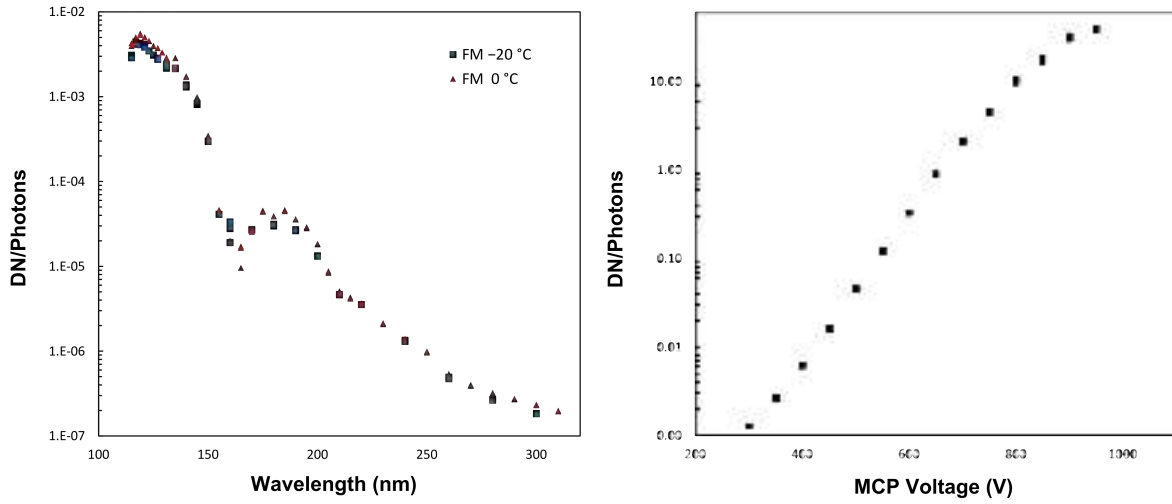 1.E-02
1.E-03
1.E-04
1.E-05
1.E-06
1.E-07
DN/Photons
100
150
200
250
300
Wavelength (nm)
FM −20 °C
FM 0 °C
10.00
1.00
0.10
0.01
0.00
DN/Photons
200
400
600
800
1000
MCP Voltage (V)